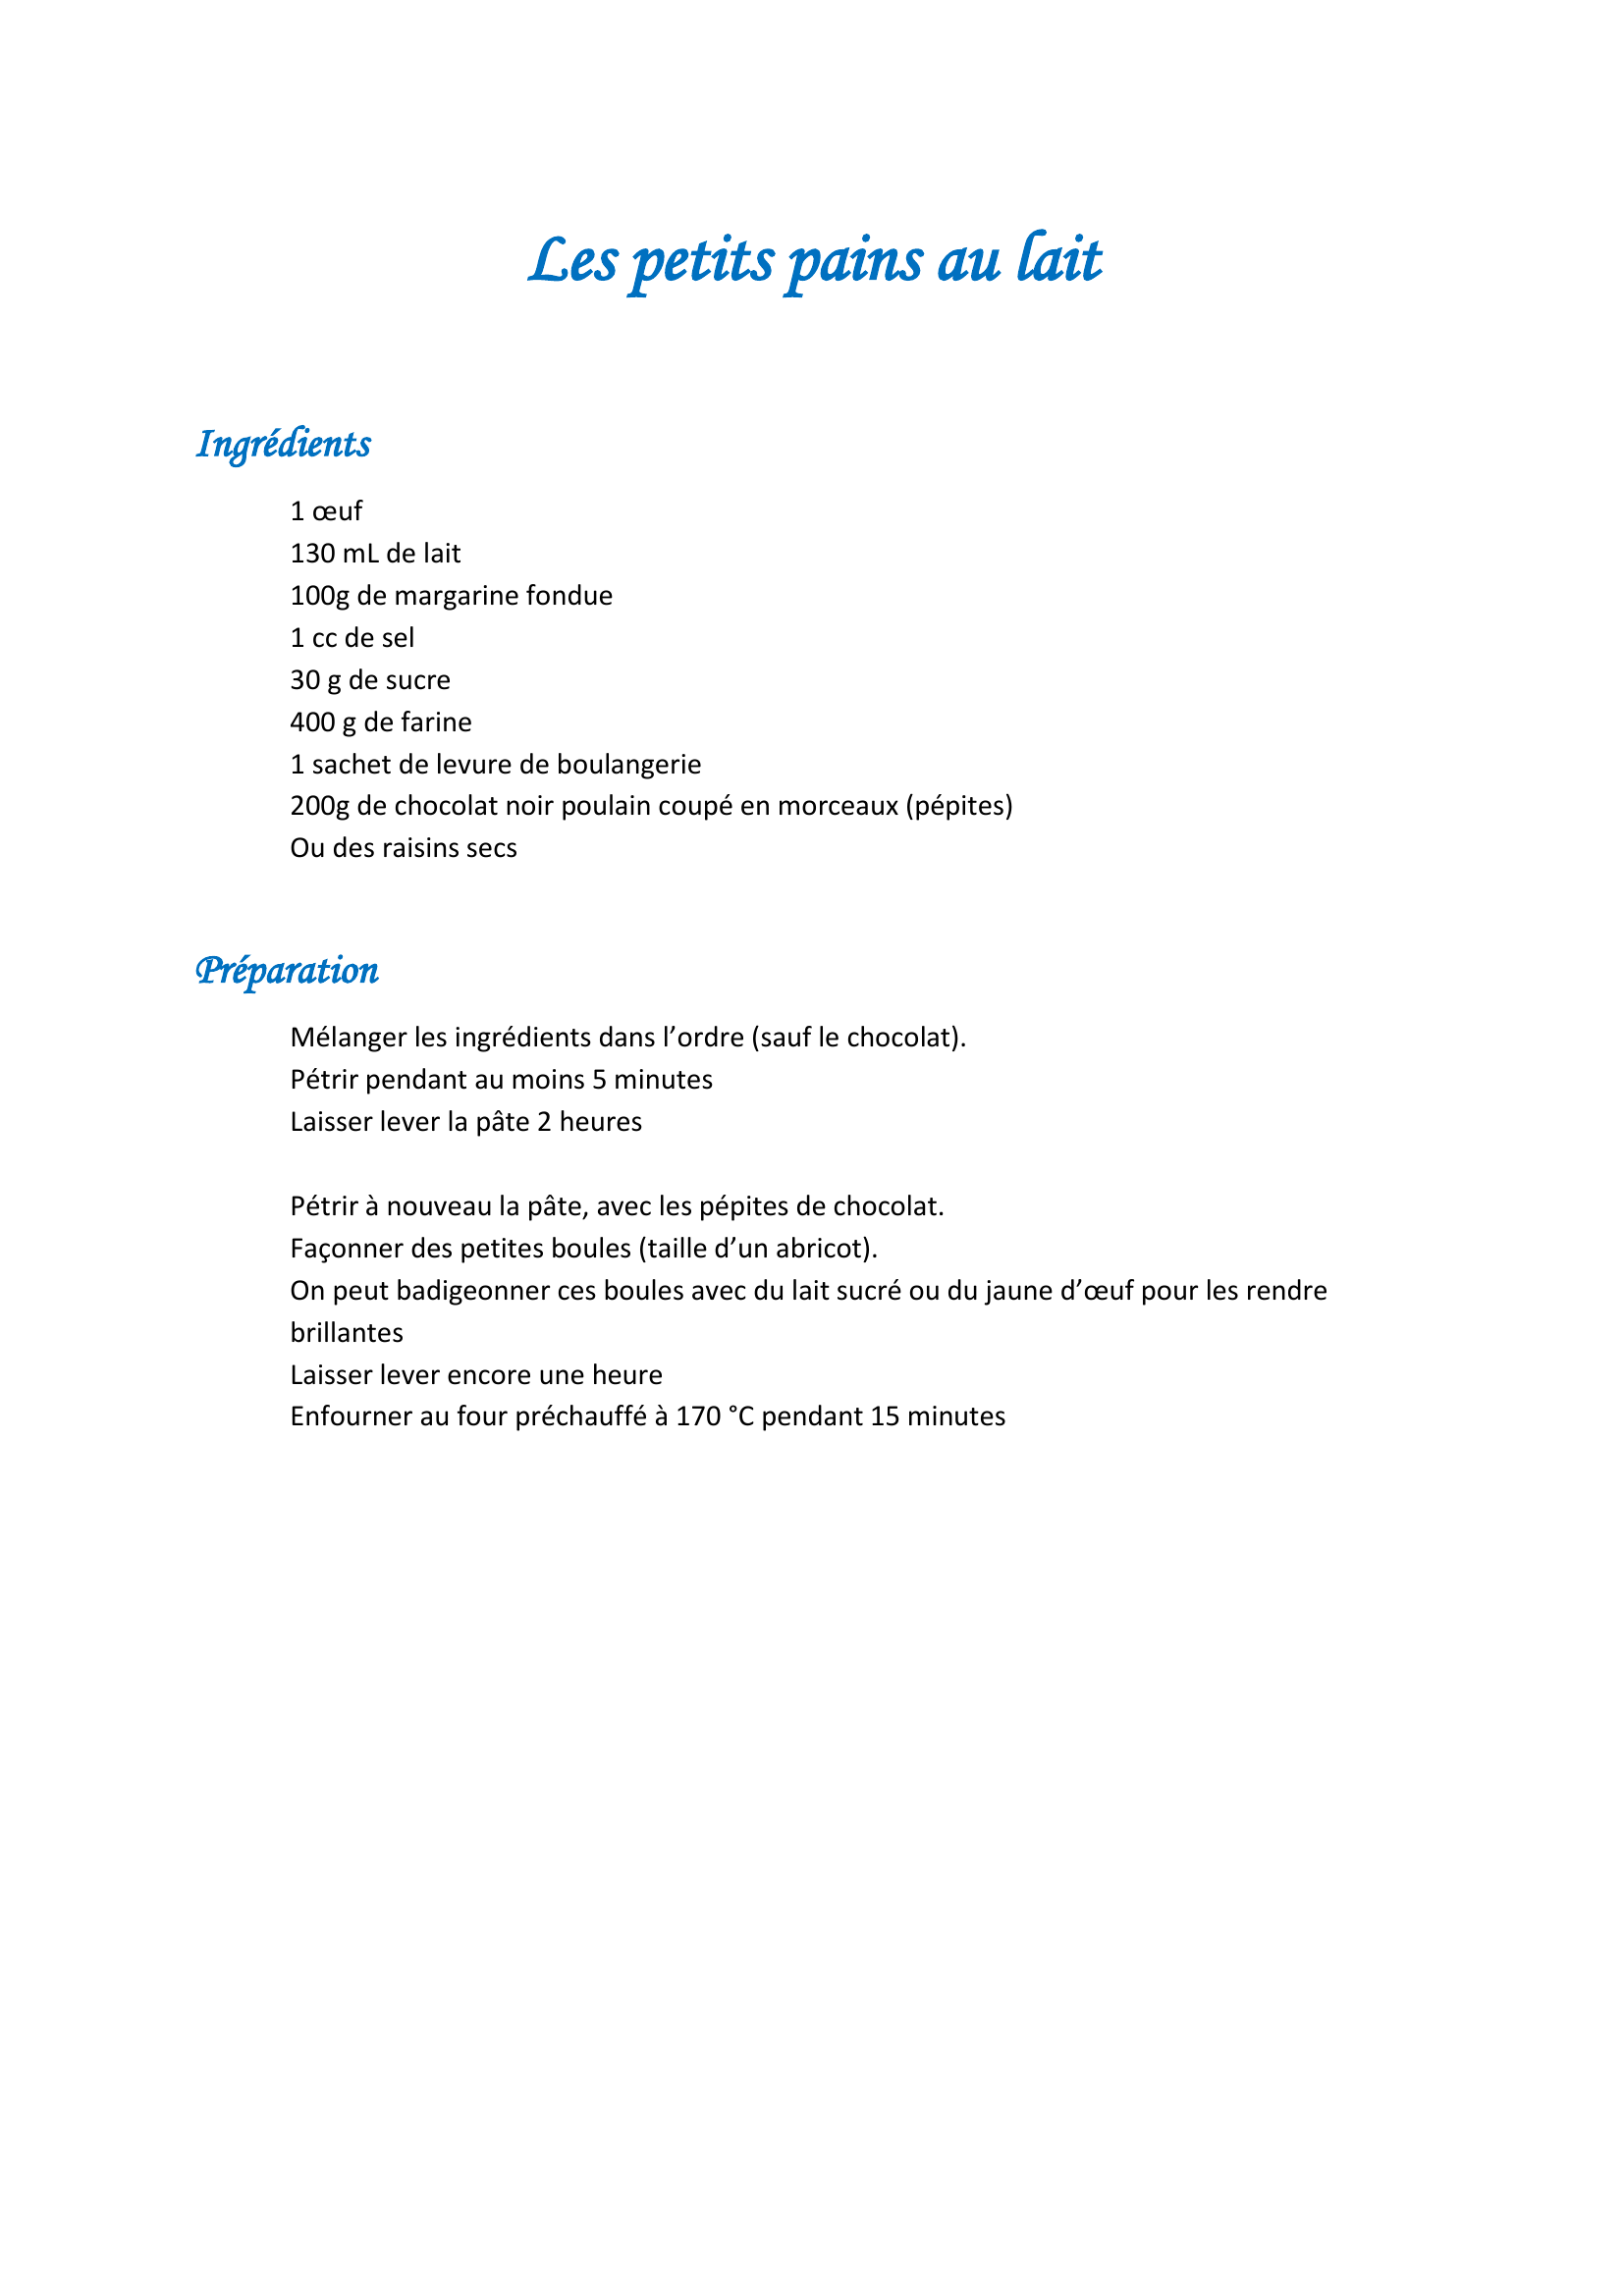 Les petits pains au lait
Ingrédients
1 œuf
130 mL de lait
100g de margarine fondue
1 cc de sel
30 g de sucre
400 g de farine
1 sachet de levure de boulangerie
200g de chocolat noir poulain coupé en morceaux (pépites)
Ou des raisins secs
Préparation
Mélanger les ingrédients dans l’ordre (sauf le chocolat).
Pétrir pendant au moins 5 minutes
Laisser lever la pâte 2 heures
Pétrir à nouveau la pâte, avec les pépites de chocolat.
Façonner des petites boules (taille d’un abricot).
On peut badigeonner ces boules avec du lait sucré ou du jaune d’œuf pour les rendre
brillantes
Laisser lever encore une heure
Enfourner au four préchauffé à 170 °C pendant 15 minutes